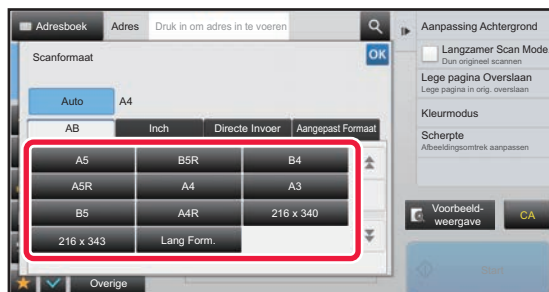 Adresboek
Adres
Druk in om adres in te voeren
Scanformaat
OK
Auto
A4
AB
Inch
Directe Invoer
Aangepast Formaat
A5
B5R
B4
A5R
A4
A3
B5
A4R
216 x 340
216 x 343
Lang Form.
Overige
Aanpassing Achtergrond
Langzamer Scan Mode
Dun origineel scannen
Lege pagina Overslaan
Lege pagina in orig. overslaan
Kleurmodus
Scherpte
Afbeeldingsomtrek aanpassen
Voorbeeld-
weergave
CA
Start